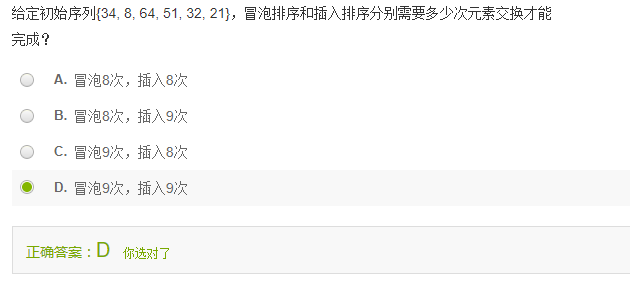 给定初始序列{34, 8, 64, 51, 32, 21}，冒泡排序和插入排序分别需要多少次元素交换才能
完成?
A. 冒泡8次，插入8次
B. 冒泡8次，插入9次
C. 冒泡9次，插入8次
D. 冒泡9次，插入9次
正确答案 : D 你选对了